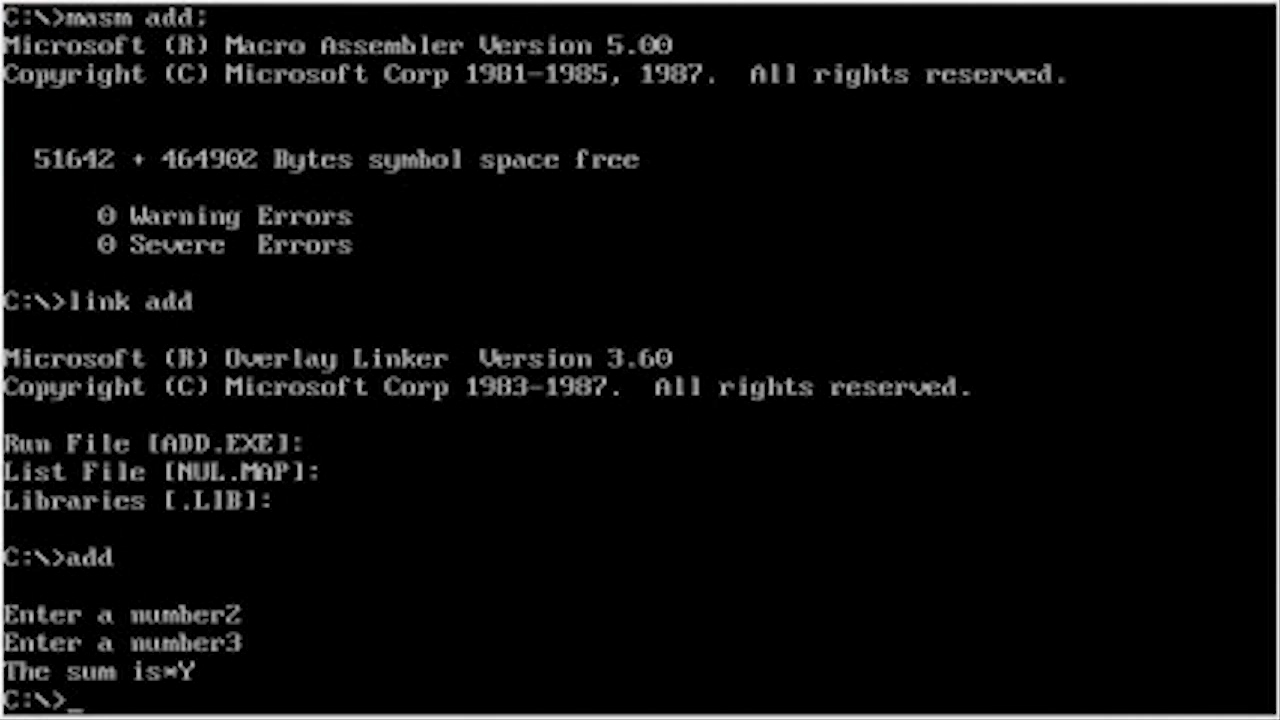 C:\>masm add;
Microsoft (R) Macro Assembler Version 5.00
Copyright (C) Microsoft Corp 1981-1985, 1987.  All rights reserved.
51642 + 464902 Bytes symbol space free
0 Warning Errors
0 Severe  Errors
C:\>link add
Microsoft (R) Overlay Linker  Version 3.60
Copyright (C) Microsoft Corp 1983-1987.  All rights reserved.
Run File [ADD.EXE]:
List File [NUL.MAP]:
Libraries [.LIB]:
C:\>add
Enter a number2
Enter a number3
The sum is*Y
C:\>_